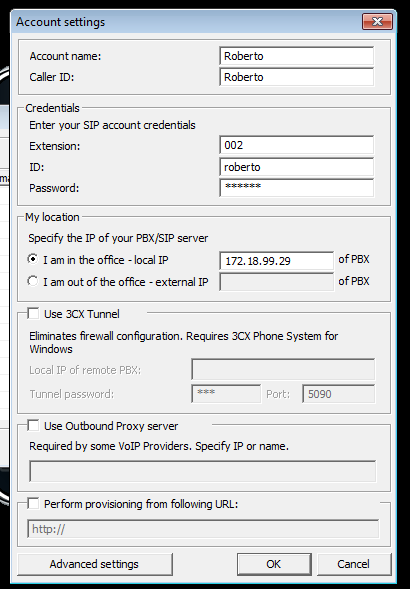 Account settings
Account name: Roberto
Caller ID: Roberto
Credentials
Enter your SIP account credentials
Extension: 002
ID: roberto
Password: ******
My location
Specify the IP of your PBX/SIP server
I am in the office - local IP 172.18.99.29 of PBX
I am out of the office - external IP of PBX
Use 3CX Tunnel
Eliminates firewall configuration. Requires 3CX Phone System for
Windows
Local IP of remote PBX:
Tunnel password: *** Port: 5090
Use Outbound Proxy server
Required by some VoIP Providers. Specify IP or name.
Perform provisioning from following URL:
http://
Advanced settings OK Cancel